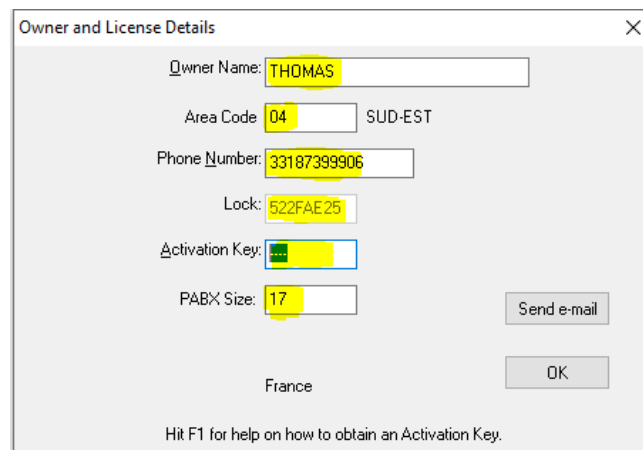 Owner and License Details
Owner Name: THOMAS
Area Code 04 SUD-EST
Phone Number: 33187399906
Lock: 522FAE25
Activation Key: ----
PABX Size: 17
Send e-mail
France
OK
Hit F1 for help on how to obtain an Activation Key.